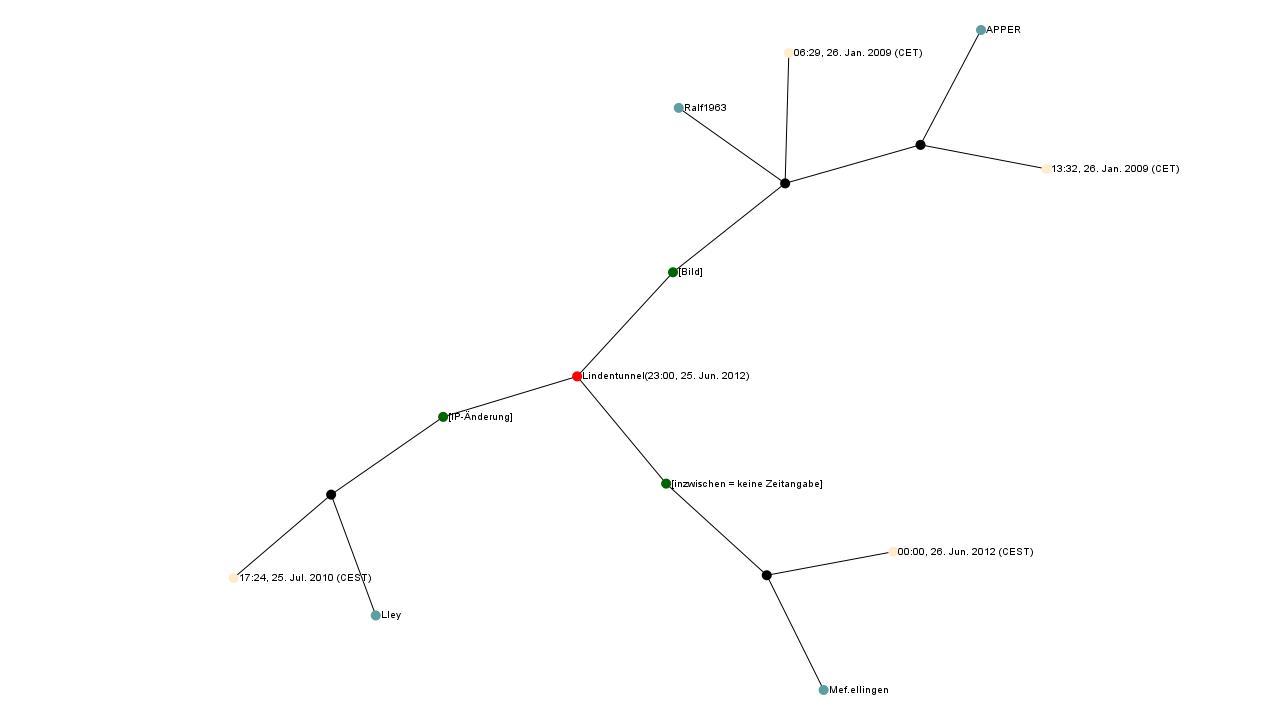 APPER
06:29, 26. Jan. 2009 (CET)
Ralf1963
13:32, 26. Jan. 2009 (CET)
[Bild]
Lindentunnel(23:00, 25. Jun. 2012)
[IP-Änderung]
[inzwischen = keine Zeitangabe]
00:00, 26. Jun. 2012 (CEST)
17:24, 25. Jul. 2010 (CEST)
Lley
Mef.ellingen